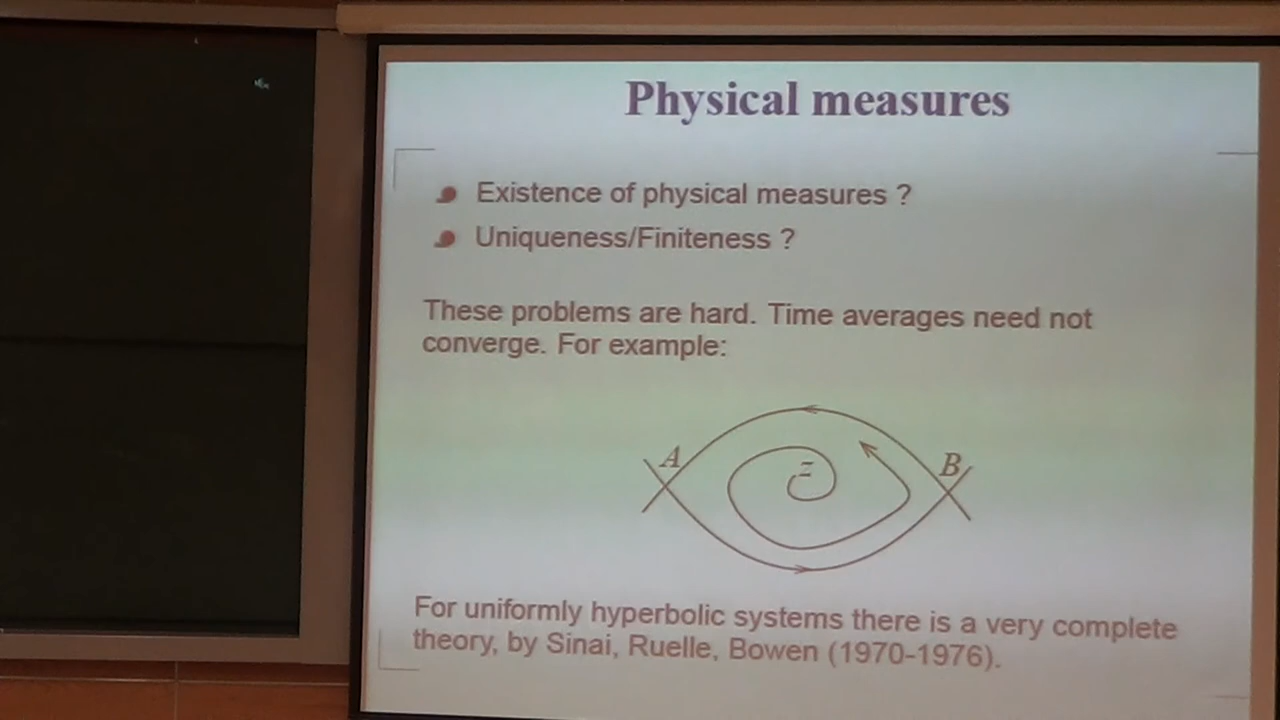 Physical measures
Existence of physical measures ?
Uniqueness/Finiteness ?
These problems are hard. Time averages need not
converge. For example:
A
z
B
For uniformly hyperbolic systems there is a very complete
theory, by Sinai, Ruelle, Bowen (1970-1976).